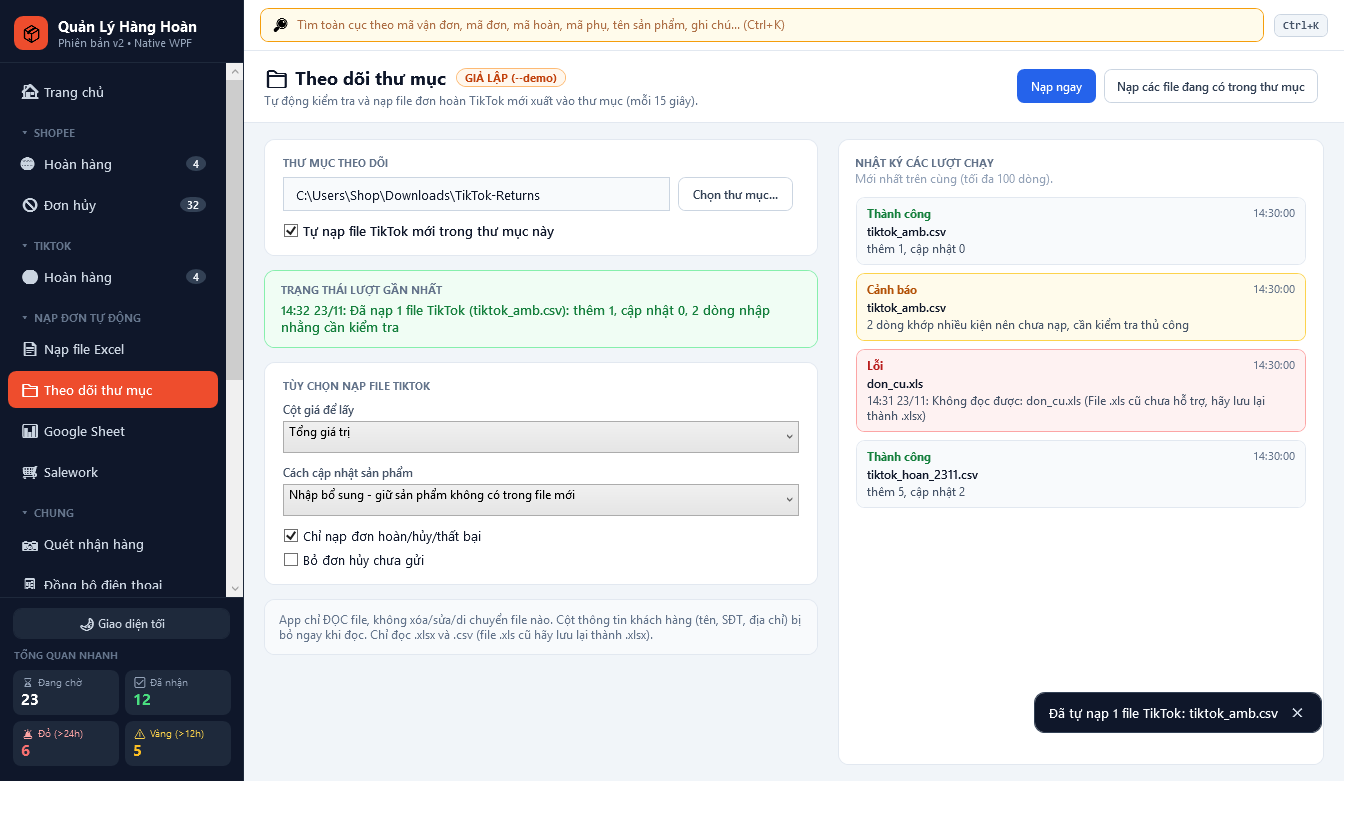 Quản Lý Hàng Hoàn
Phiên bản v2 • Native WPF
Trang chủ
SHOPEE
Hoàn hàng 4
Đơn hủy 32
TIKTOK
Hoàn hàng 4
NẠP ĐƠN TỰ ĐỘNG
Nạp file Excel
Theo dõi thư mục
Google Sheet
Salework
CHUNG
Quét nhận hàng
Đồng bộ điện thoại
Giao diện tối
TỔNG QUAN NHANH
Đang chờ
23
Đã nhận
12
Đỏ (>24h)
6
Vàng (>12h)
5
Tìm toàn cục theo mã vận đơn, mã đơn, mã hoàn, mã phụ, tên sản phẩm, ghi chú... (Ctrl+K)
Ctrl+K
Theo dõi thư mục GIẢ LẬP (--demo)
Tự động kiểm tra và nạp file đơn hoàn TikTok mới xuất vào thư mục (mỗi 15 giây).
Nạp ngay
Nạp các file đang có trong thư mục
THƯ MỤC THEO DÕI
C:\Users\Shop\Downloads\TikTok-Returns
Chọn thư mục...
Tự nạp file TikTok mới trong thư mục này
TRẠNG THÁI LƯỢT GẦN NHẤT
14:32 23/11: Đã nạp 1 file TikTok (tiktok_amb.csv): thêm 1, cập nhật 0, 2 dòng nhập
nhằng cần kiểm tra
TÙY CHỌN NẠP FILE TIKTOK
Cột giá để lấy
Tổng giá trị
Cách cập nhật sản phẩm
Nhập bổ sung - giữ sản phẩm không có trong file mới
Chỉ nạp đơn hoàn/hủy/thất bại
Bỏ đơn hủy chưa gửi
App chỉ ĐỌC file, không xóa/sửa/di chuyển file nào. Cột thông tin khách hàng (tên, SĐT, địa chỉ) bị
bỏ ngay khi đọc. Chỉ đọc .xlsx và .csv (file .xls cũ hãy lưu lại thành .xlsx).
NHẬT KÝ CÁC LƯỢT CHẠY
Mới nhất trên cùng (tối đa 100 dòng).
Thành công 14:30:00
tiktok_amb.csv
thêm 1, cập nhật 0
Cảnh báo 14:30:00
tiktok_amb.csv
2 dòng khớp nhiều kiện nên chưa nạp, cần kiểm tra thủ công
Lỗi 14:30:00
don_cu.xls
14:31 23/11: Không đọc được: don_cu.xls (File .xls cũ chưa hỗ trợ, hãy lưu lại
thành .xlsx)
Thành công 14:30:00
tiktok_hoan_2311.csv
thêm 5, cập nhật 2
Đã tự nạp 1 file TikTok: tiktok_amb.csv